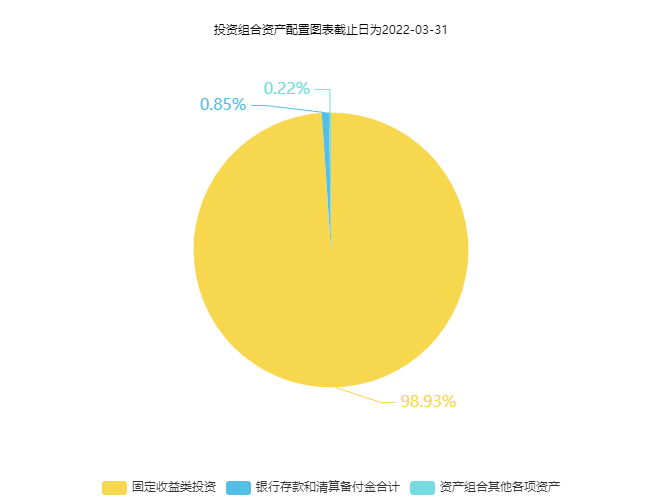 投资组合资产配置图表截止日为2022-03-31
0.22%
0.85%
98.93%
固定收益类投资 银行存款和清算备付金合计 资产组合其他各项资产